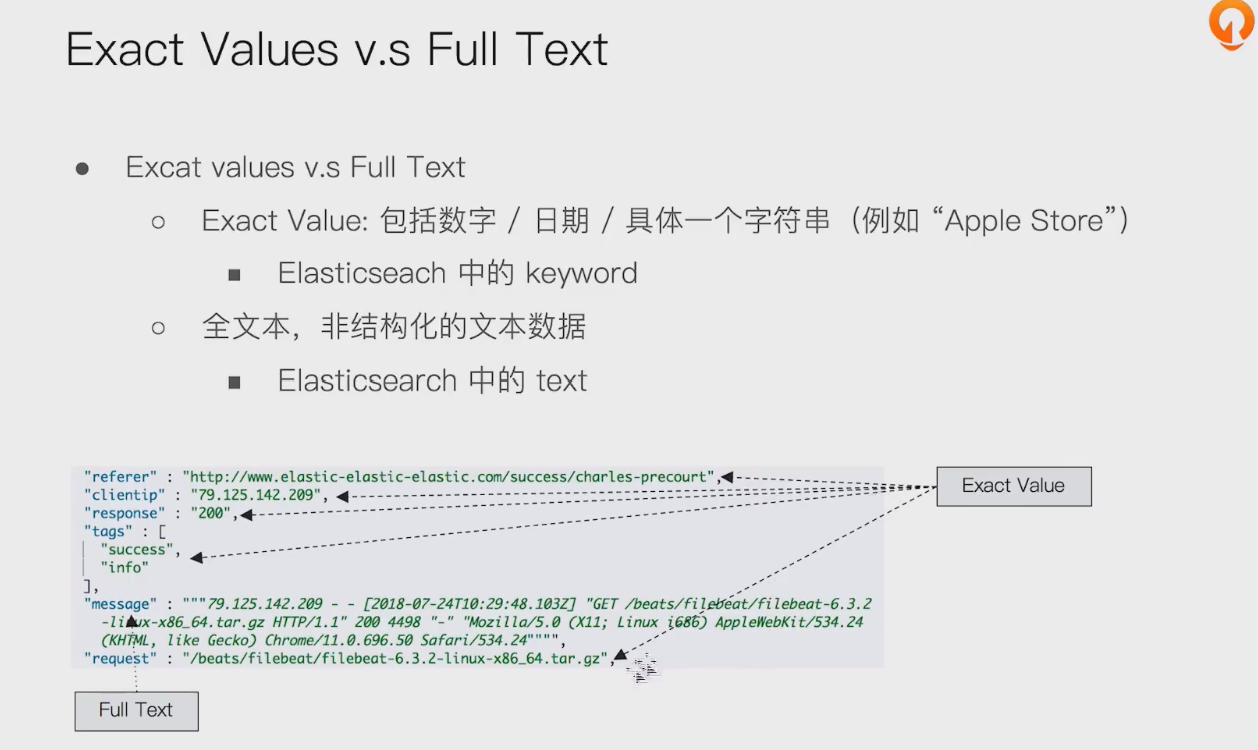 Exact Values v.s Full Text
● Excat values v.s Full Text
○ Exact Value: 包括数字 / 日期 / 具体一个字符串（例如 “Apple Store”）
■ Elasticseach 中的 keyword
○ 全文本，非结构化的文本数据
■ Elasticsearch 中的 text
"referer" : "http://www.elastic-elastic-elastic.com/success/charles-precourt",
"clientip" : "79.125.142.209",
"response" : "200",
"tags" : [
"success",
"info"
],
"message" : """79.125.142.209 - - [2018-07-24T10:29:48.103Z] "GET /beats/filebeat/filebeat-6.3.2
-linux-x86_64.tar.gz HTTP/1.1" 200 4498 "-" "Mozilla/5.0 (X11; Linux i686) AppleWebKit/534.24
(KHTML, like Gecko) Chrome/11.0.696.50 Safari/534.24"""",
"request" : "/beats/filebeat/filebeat-6.3.2-linux-x86_64.tar.gz",
Exact Value
Full Text